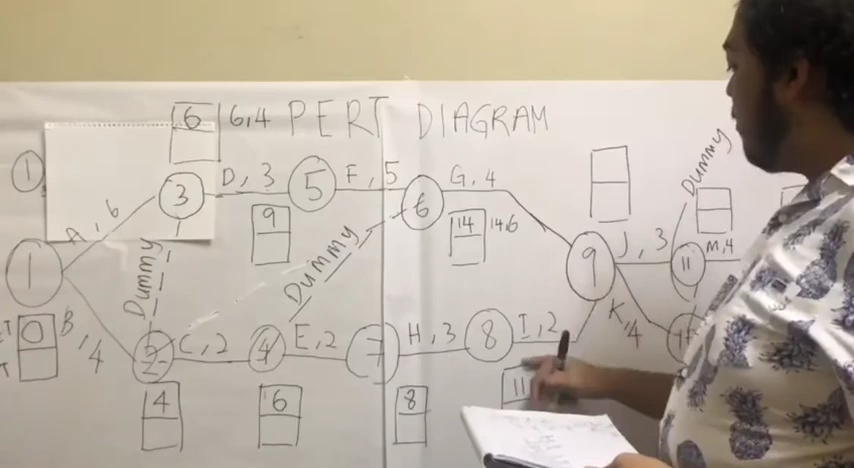 6 6,4 PERT DIAGRAM
1
3 D, 3 5 F, 5 6 G, 4
A, 6
9
14 14,6
Dummy
1
Dummy
Dummy
9 J, 3 11 M, 4
0 B, 4
2 C, 2 4 E, 2 7 H, 3 8 I, 2
K, 4
4
6
8
11